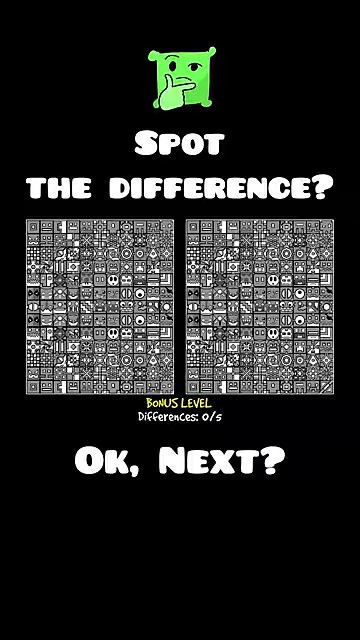 SPOT
THE DIFFERENCE?
BONUS LEVEL
Differences: 0/5
OK, NEXT?